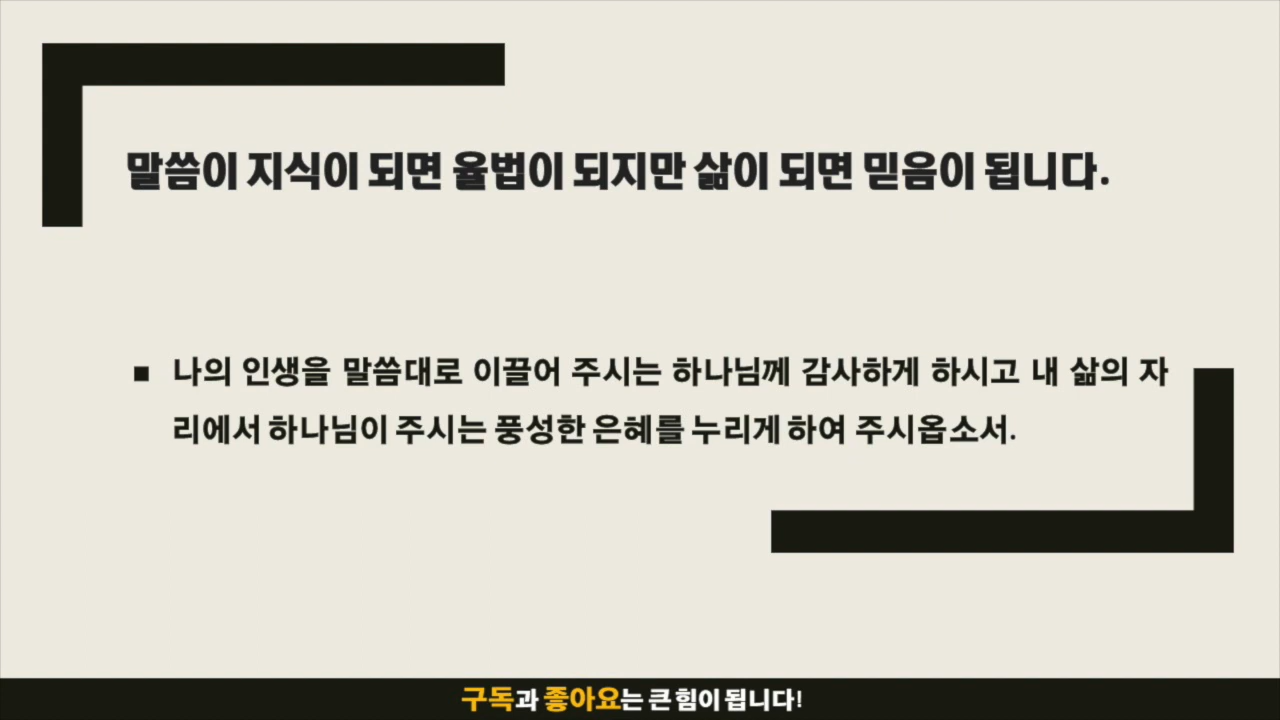 말씀이 지식이 되면 율법이 되지만 삶이 되면 믿음이 됩니다.
▪ 나의 인생을 말씀대로 이끌어 주시는 하나님께 감사하게 하시고 내 삶의 자
리에서 하나님이 주시는 풍성한 은혜를 누리게 하여 주시옵소서.
구독과 좋아요는 큰 힘이 됩니다!